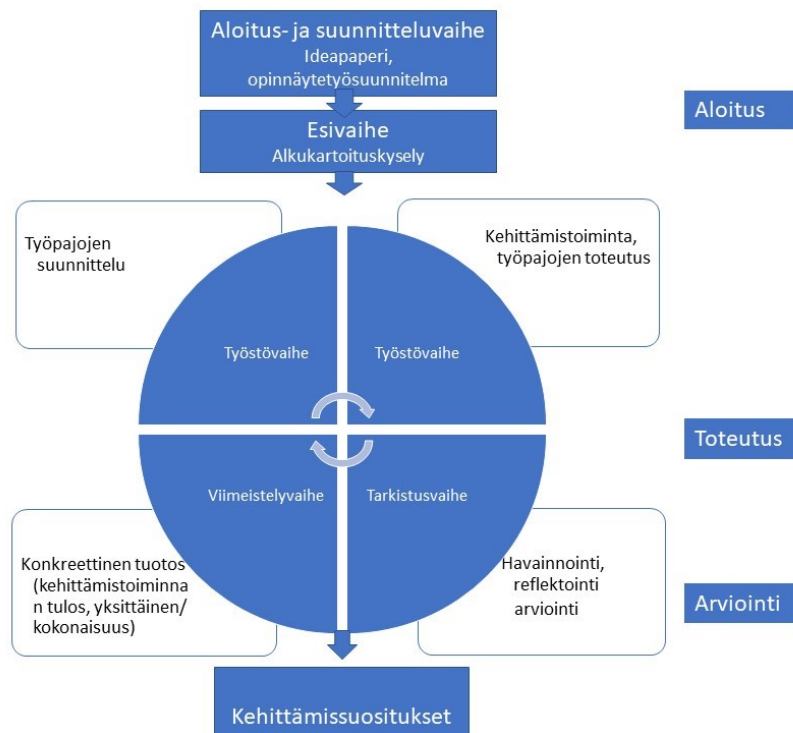 Aloitus- ja suunnitteluvaihe
Ideapaperi,
opinnäytetyösuunnitelma
Esivaihe
Alkukartoituskysely
Aloitus
Työpajojen
suunnittelu
Kehittämistoiminta,
työpajojen toteutus
Työstövaihe
Työstövaihe
Toteutus
Viimeistelyvaihe
Tarkistusvaihe
Konkreettinen tuotos
(kehittämistoiminna
n tulos, yksittäinen/
kokonaisuus)
Havainnointi,
reflektointi
arviointi
Arviointi
Kehittämissuositukset